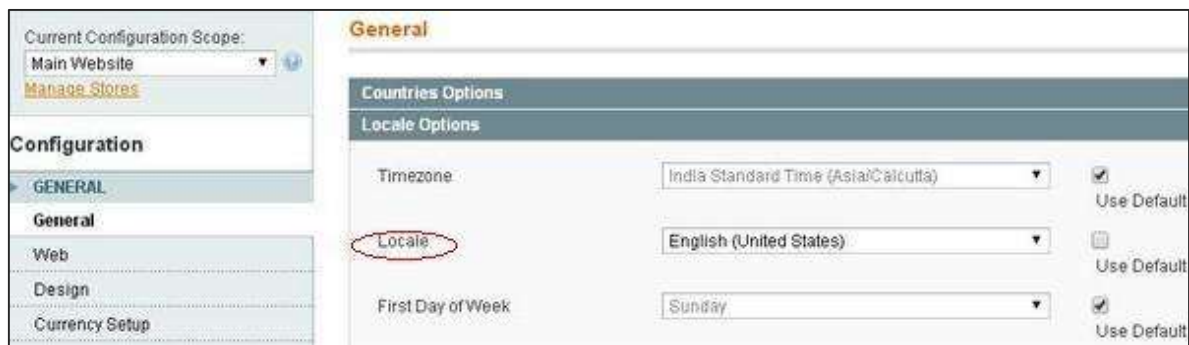 Current Configuration Scope:
Main Website
Manage Stores
Configuration
GENERAL
General
Web
Design
Currency Setup
General
Countries Options
Locale Options
Timezone
India Standard Time (Asia/Calcutta)
Use Default
Locale
English (United States)
Use Default
First Day of Week
Sunday
Use Default